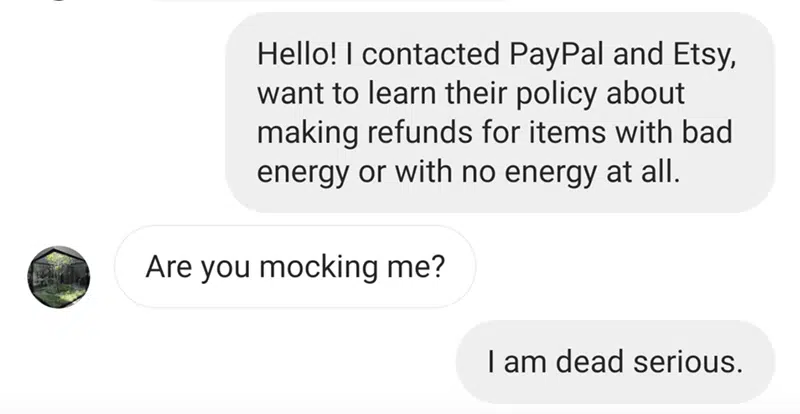 Hello! I contacted PayPal and Etsy,
want to learn their policy about
making refunds for items with bad
energy or with no energy at all.
Are you mocking me?
I am dead serious.